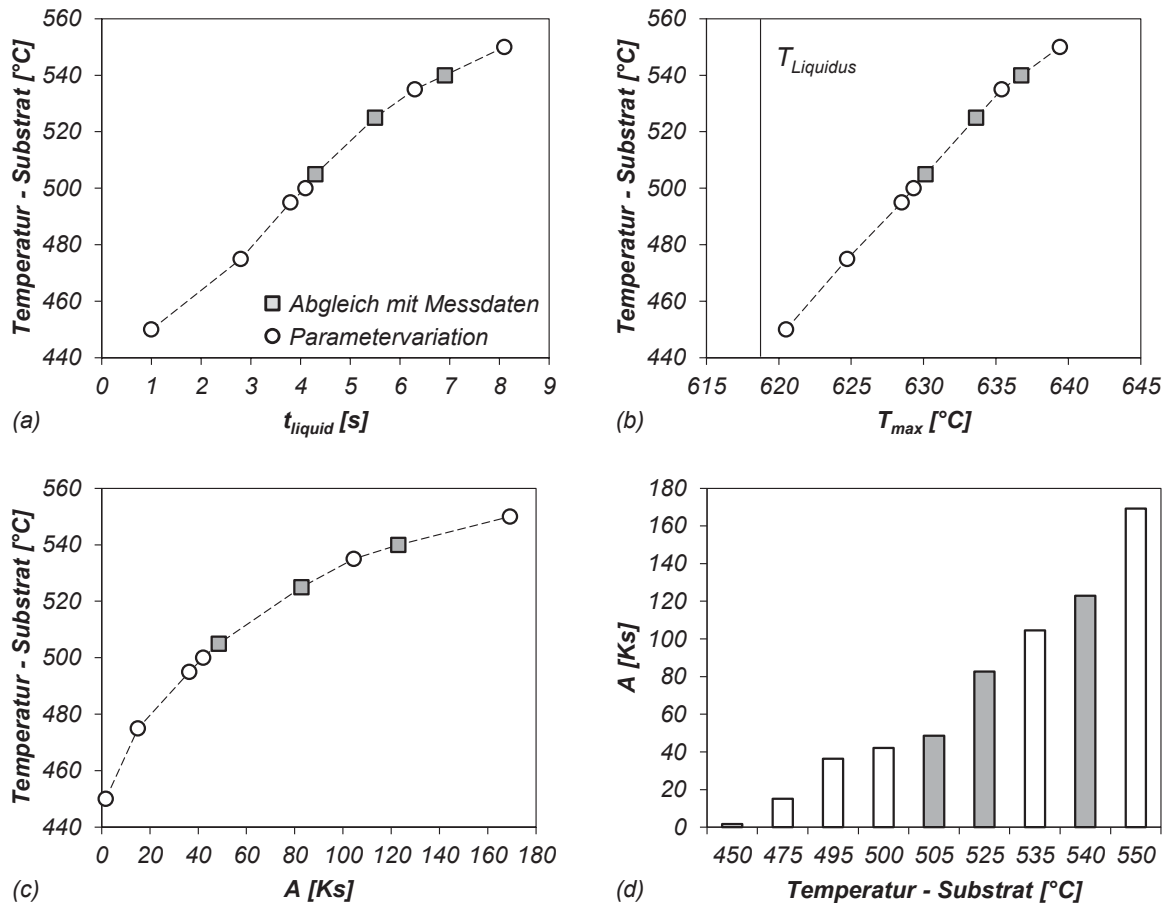 Temperatur - Substrat [°C]
560
540
520
500
480
460
440
Abgleich mit Messdaten
Parametervariation
0 1 2 3 4 5 6 7 8 9
(a)
t_liquid [s]
Temperatur - Substrat [°C]
560
540
520
500
480
460
440
T_Liquidus
615 620 625 630 635 640 645
(b)
T_max [°C]
Temperatur - Substrat [°C]
560
540
520
500
480
460
440
0 20 40 60 80 100 120 140 160 180
(c)
A [Ks]
A [Ks]
180
160
140
120
100
80
60
40
20
0
450 475 495 500 505 525 535 540 550
(d)
Temperatur - Substrat [°C]